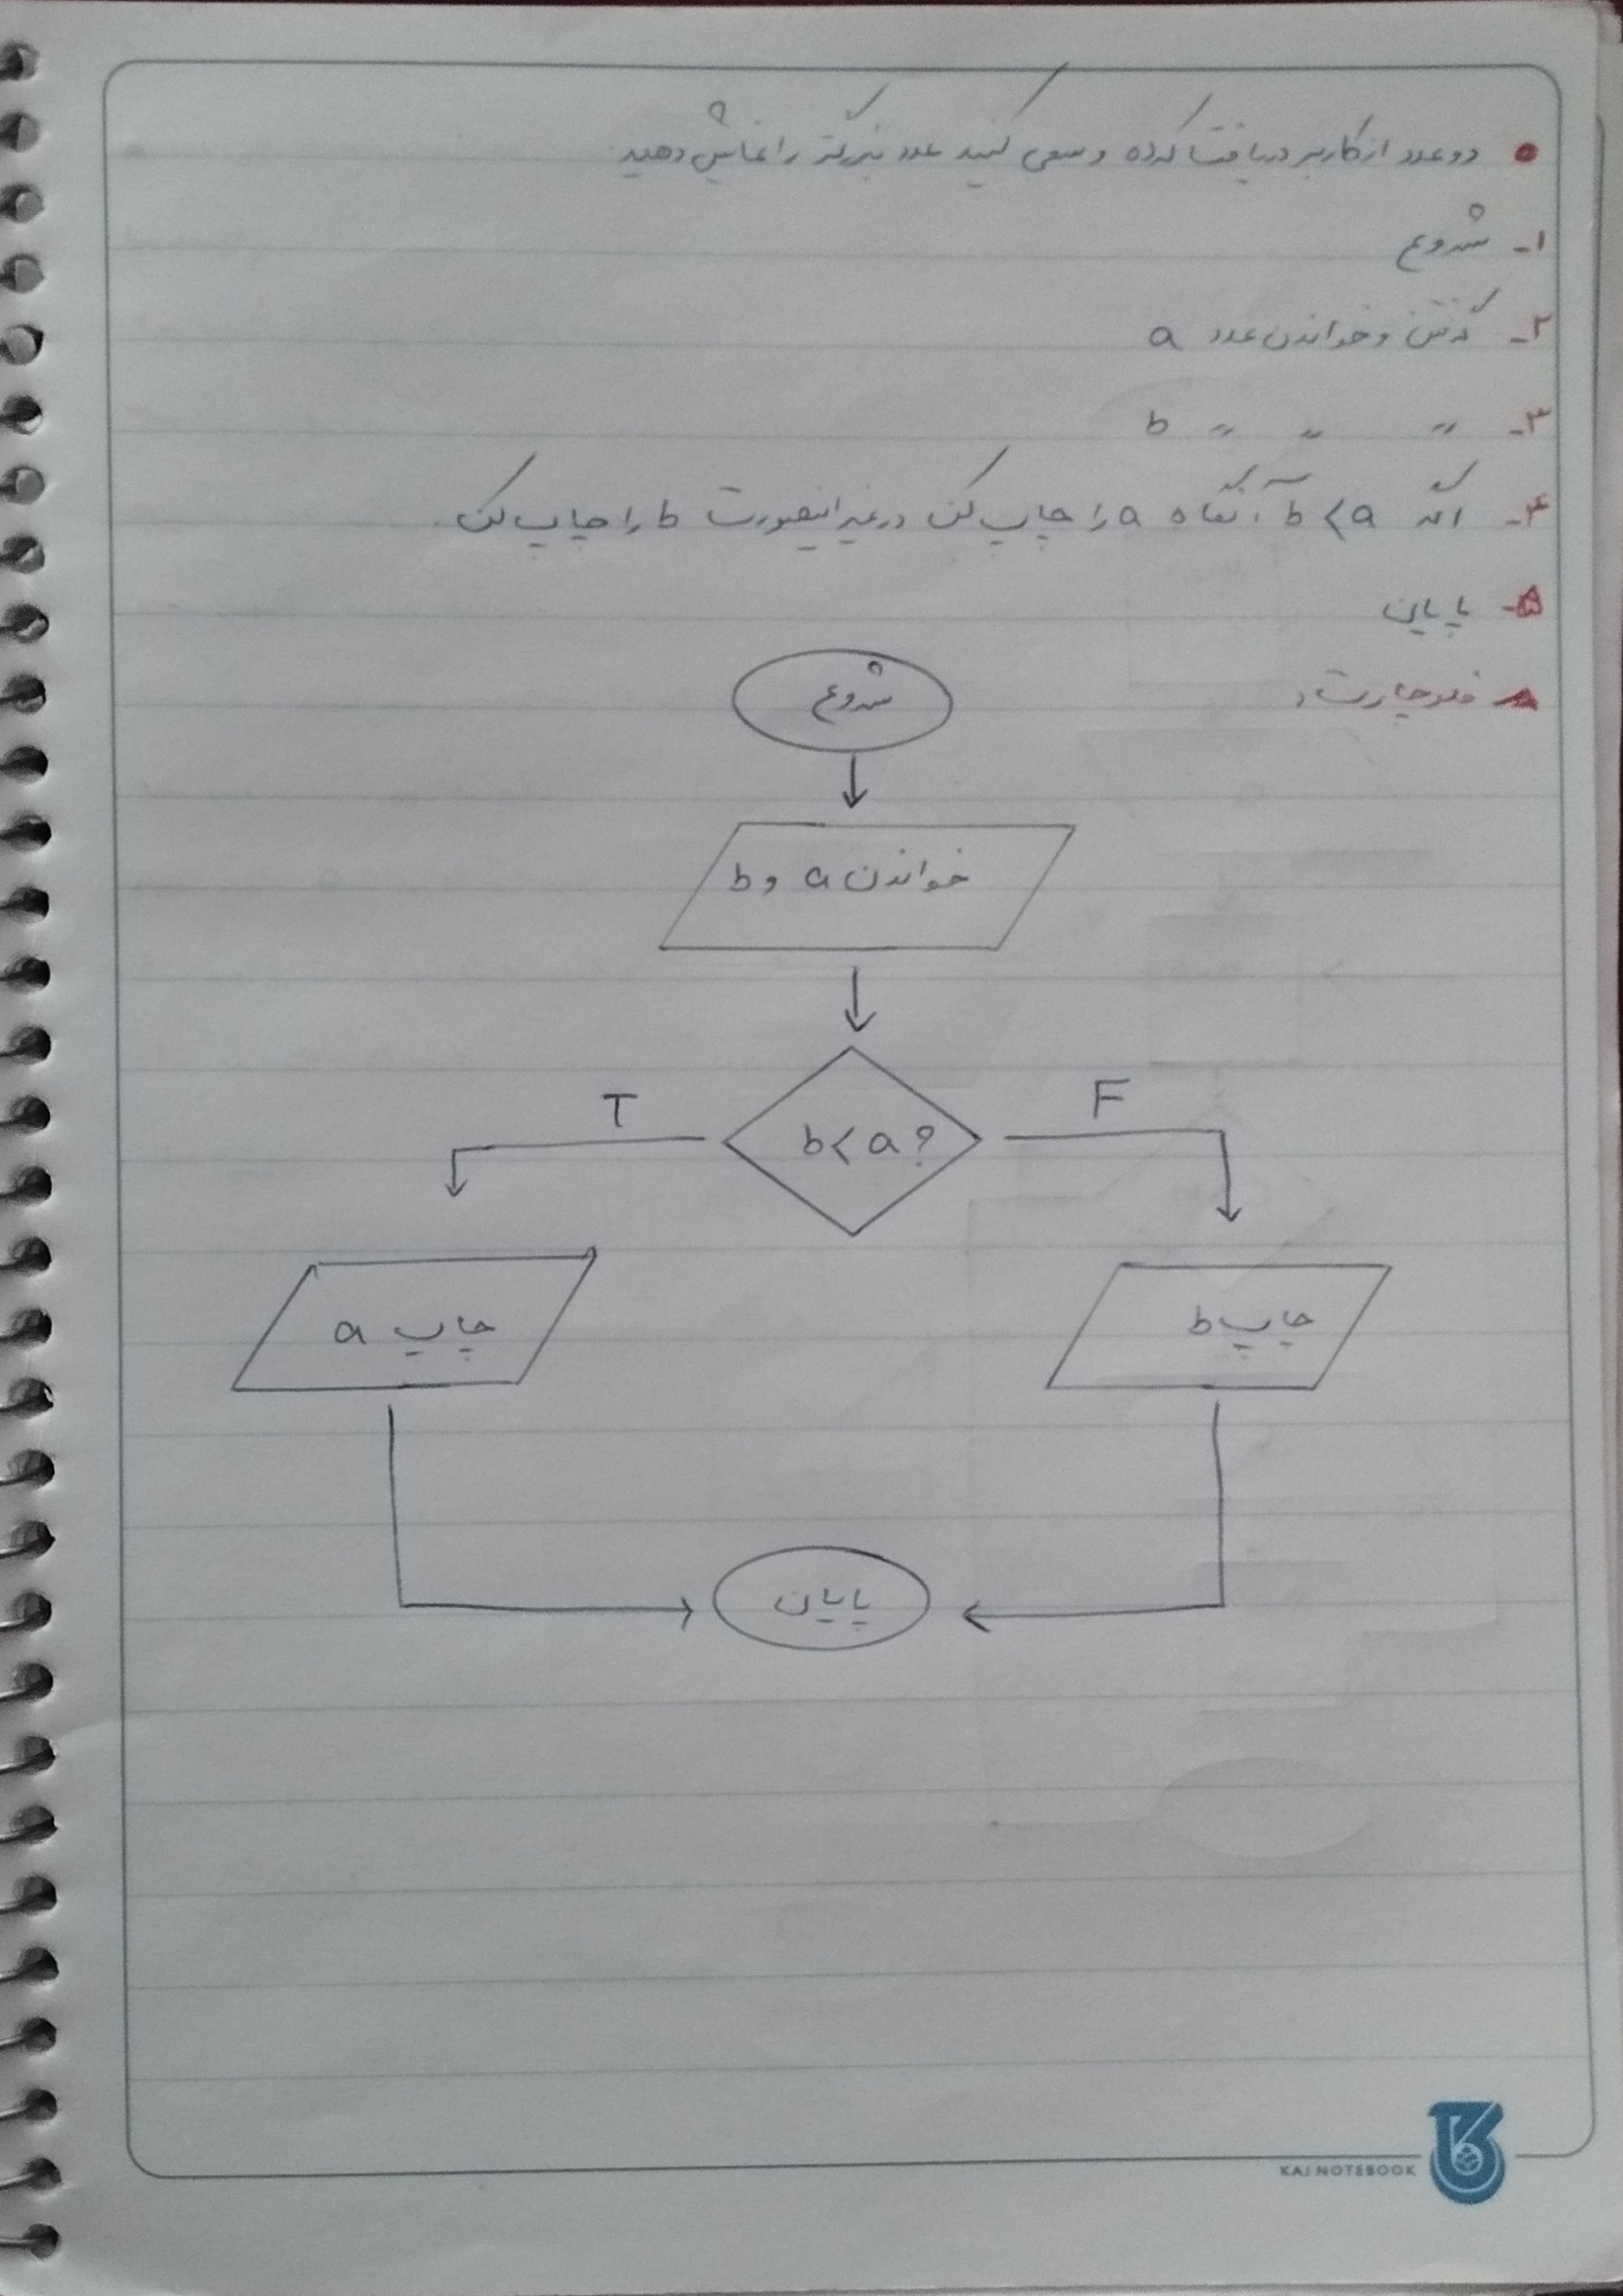 دو عدد از کاربر دریافت کرده و سعی کنید عدد بزرگتر را نمایش دهید.
۱- شروع
۲- گرفتن و خواندن عدد a
۳- " " " b
۴- اگر b < a آنگاه a را چاپ کن در غیر اینصورت b را چاپ کن.
۵- پایان
فلوچارت:
شروع
خواندن a و b
T
F
b < a ?
چاپ a
چاپ b
پایان
KAJ NOTEBOOK